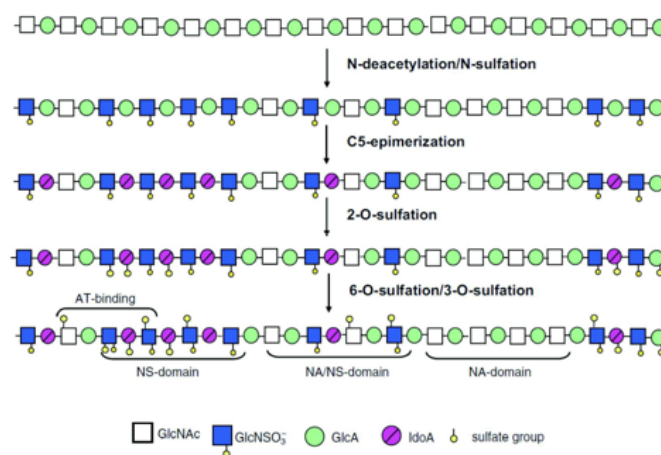 N-deacetylation/N-sulfation
C5-epimerization
2-O-sulfation
6-O-sulfation/3-O-sulfation
AT-binding
NS-domain
NA/NS-domain
NA-domain
GlcNAc
GlcNSO₃⁻
GlcA
IdoA
sulfate group